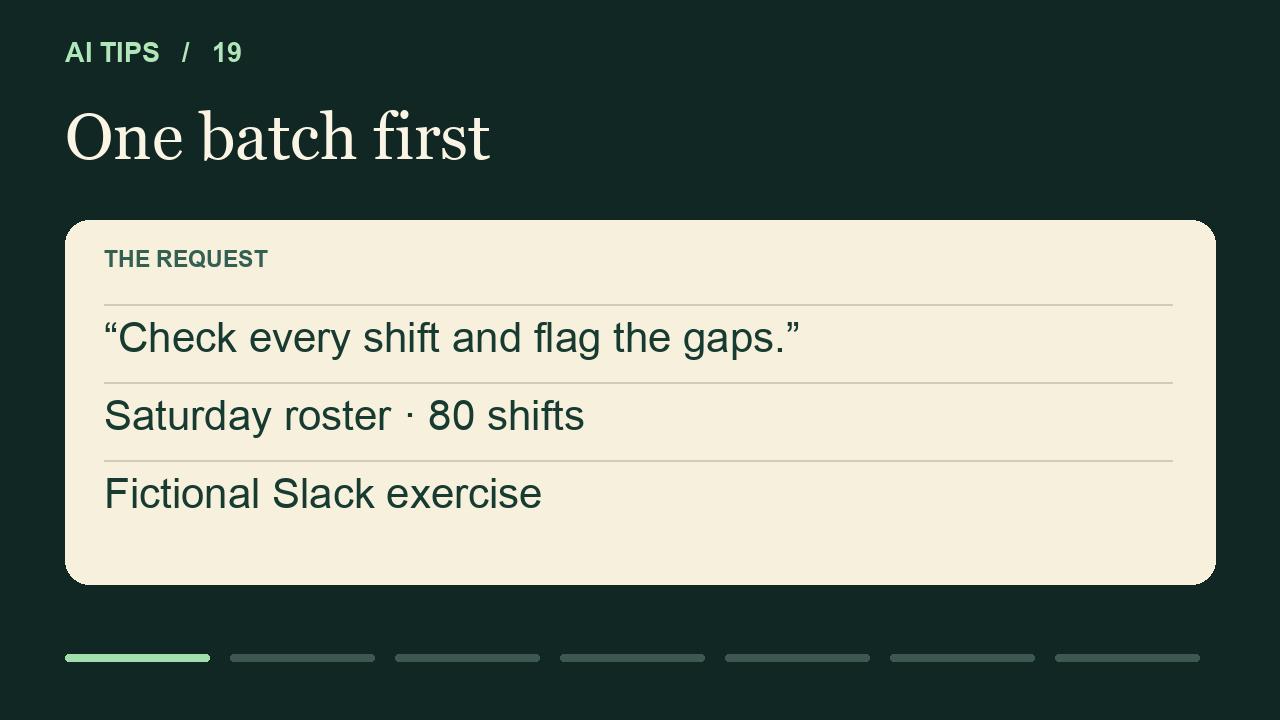 AI TIPS / 19
One batch first
THE REQUEST
“Check every shift and flag the gaps.”
Saturday roster · 80 shifts
Fictional Slack exercise